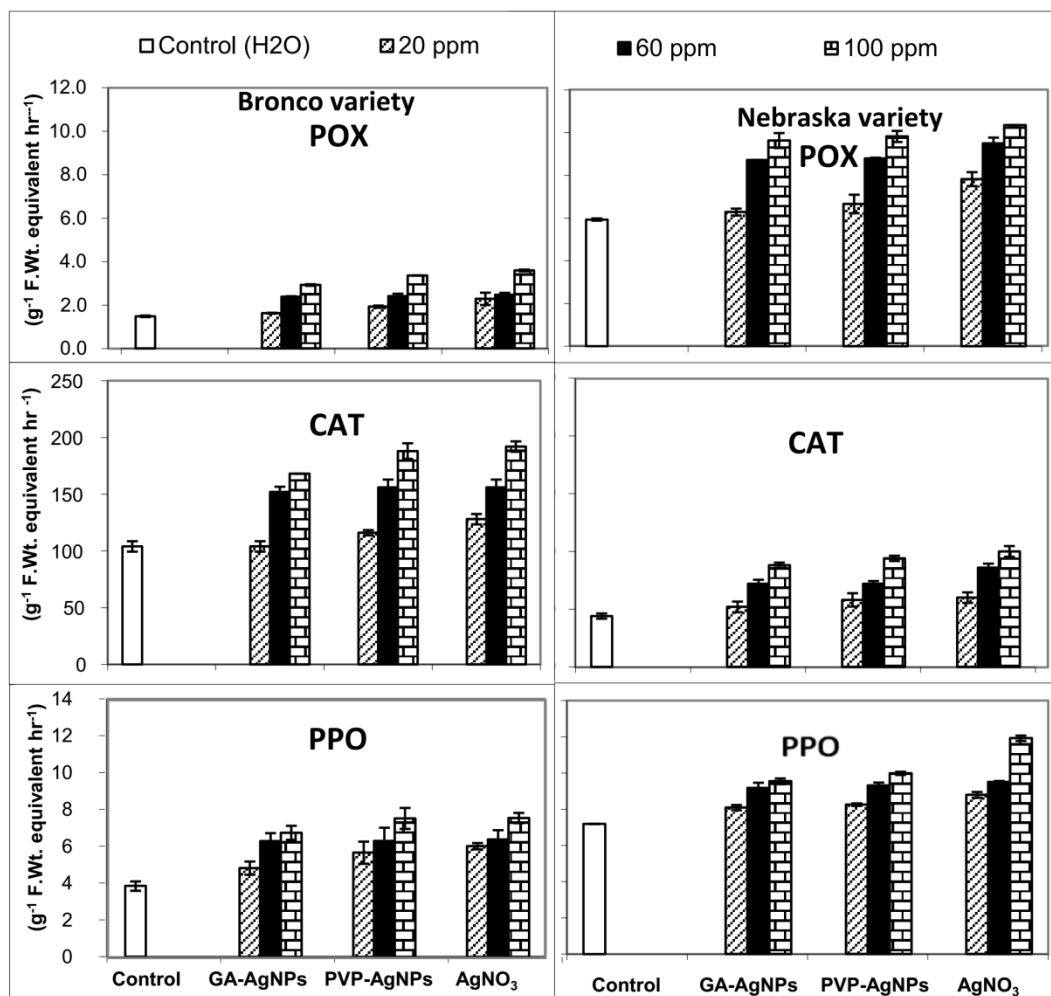 Control (H2O) 20 ppm 60 ppm 100 ppm
Bronco variety
POX
Nebraska variety
POX
(g⁻¹ F.Wt. equivalent hr⁻¹)
12.0
10.0
8.0
6.0
4.0
2.0
0.0
CAT
CAT
(g⁻¹ F.Wt. equivalent hr ⁻¹)
250
200
150
100
50
0
PPO
PPO
(g⁻¹ F.Wt. equivalent hr⁻¹)
14
12
10
8
6
4
2
0
Control GA-AgNPs PVP-AgNPs AgNO₃
Control GA-AgNPs PVP-AgNPs AgNO₃